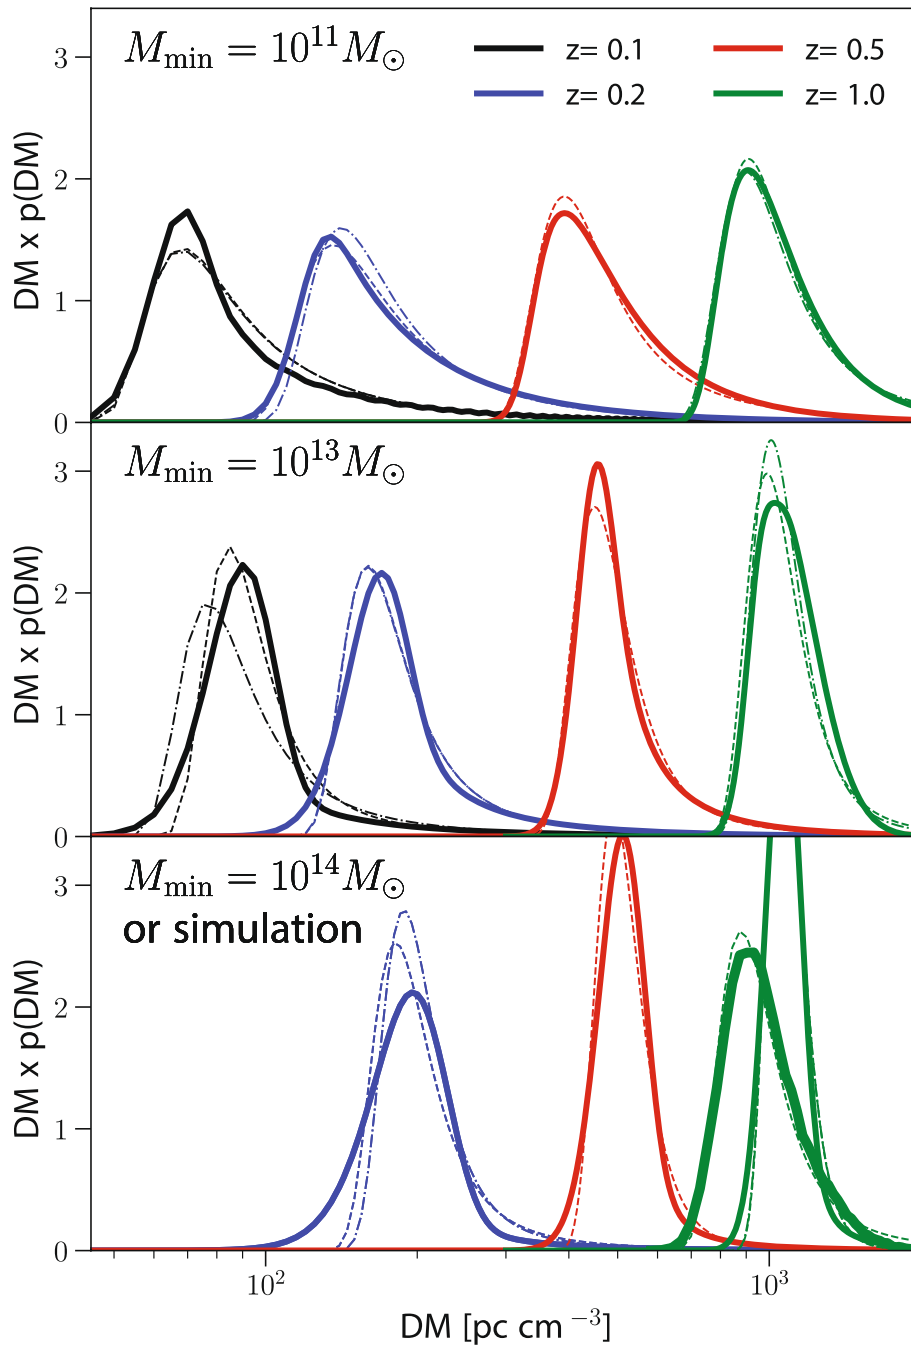 M_min = 10^11 M_⊙
z= 0.1
z= 0.5
z= 0.2
z= 1.0
3
2
1
0
DM x p(DM)
M_min = 10^13 M_⊙
3
2
1
0
DM x p(DM)
M_min = 10^14 M_⊙
or simulation
3
2
1
0
DM x p(DM)
10^2
10^3
DM [pc cm^-3]